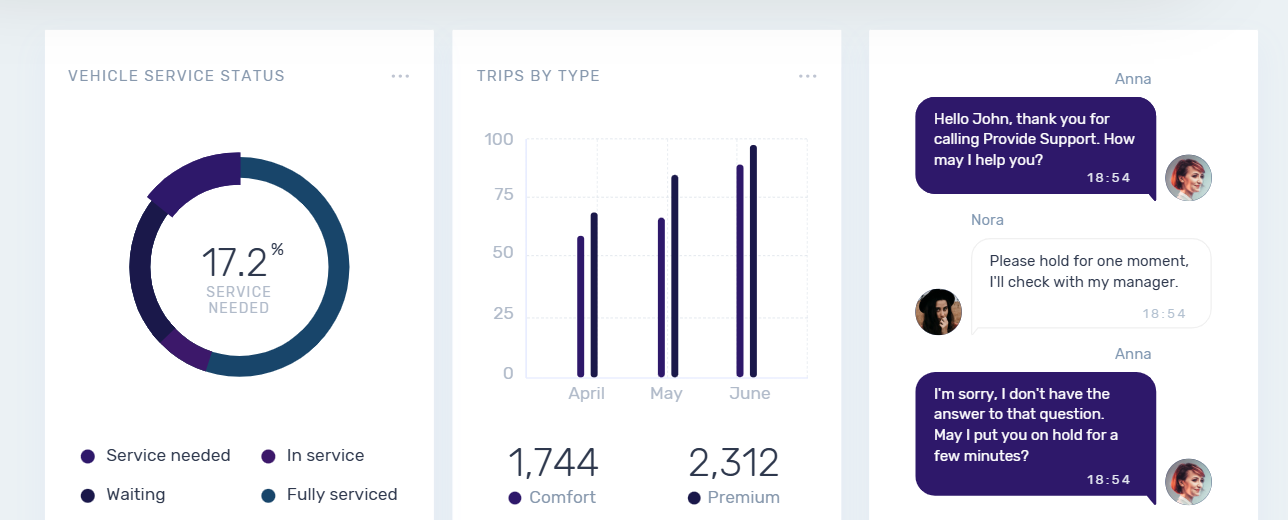 VEHICLE SERVICE STATUS
17.2%
SERVICE
NEEDED
Service needed
In service
Waiting
Fully serviced
TRIPS BY TYPE
100
75
50
25
0
April May June
1,744
Comfort
2,312
Premium
Anna
Hello John, thank you for
calling Provide Support. How
may I help you?
18:54
Nora
Please hold for one moment,
I'll check with my manager.
18:54
Anna
I'm sorry, I don't have the
answer to that question.
May I put you on hold for a
few minutes?
18:54